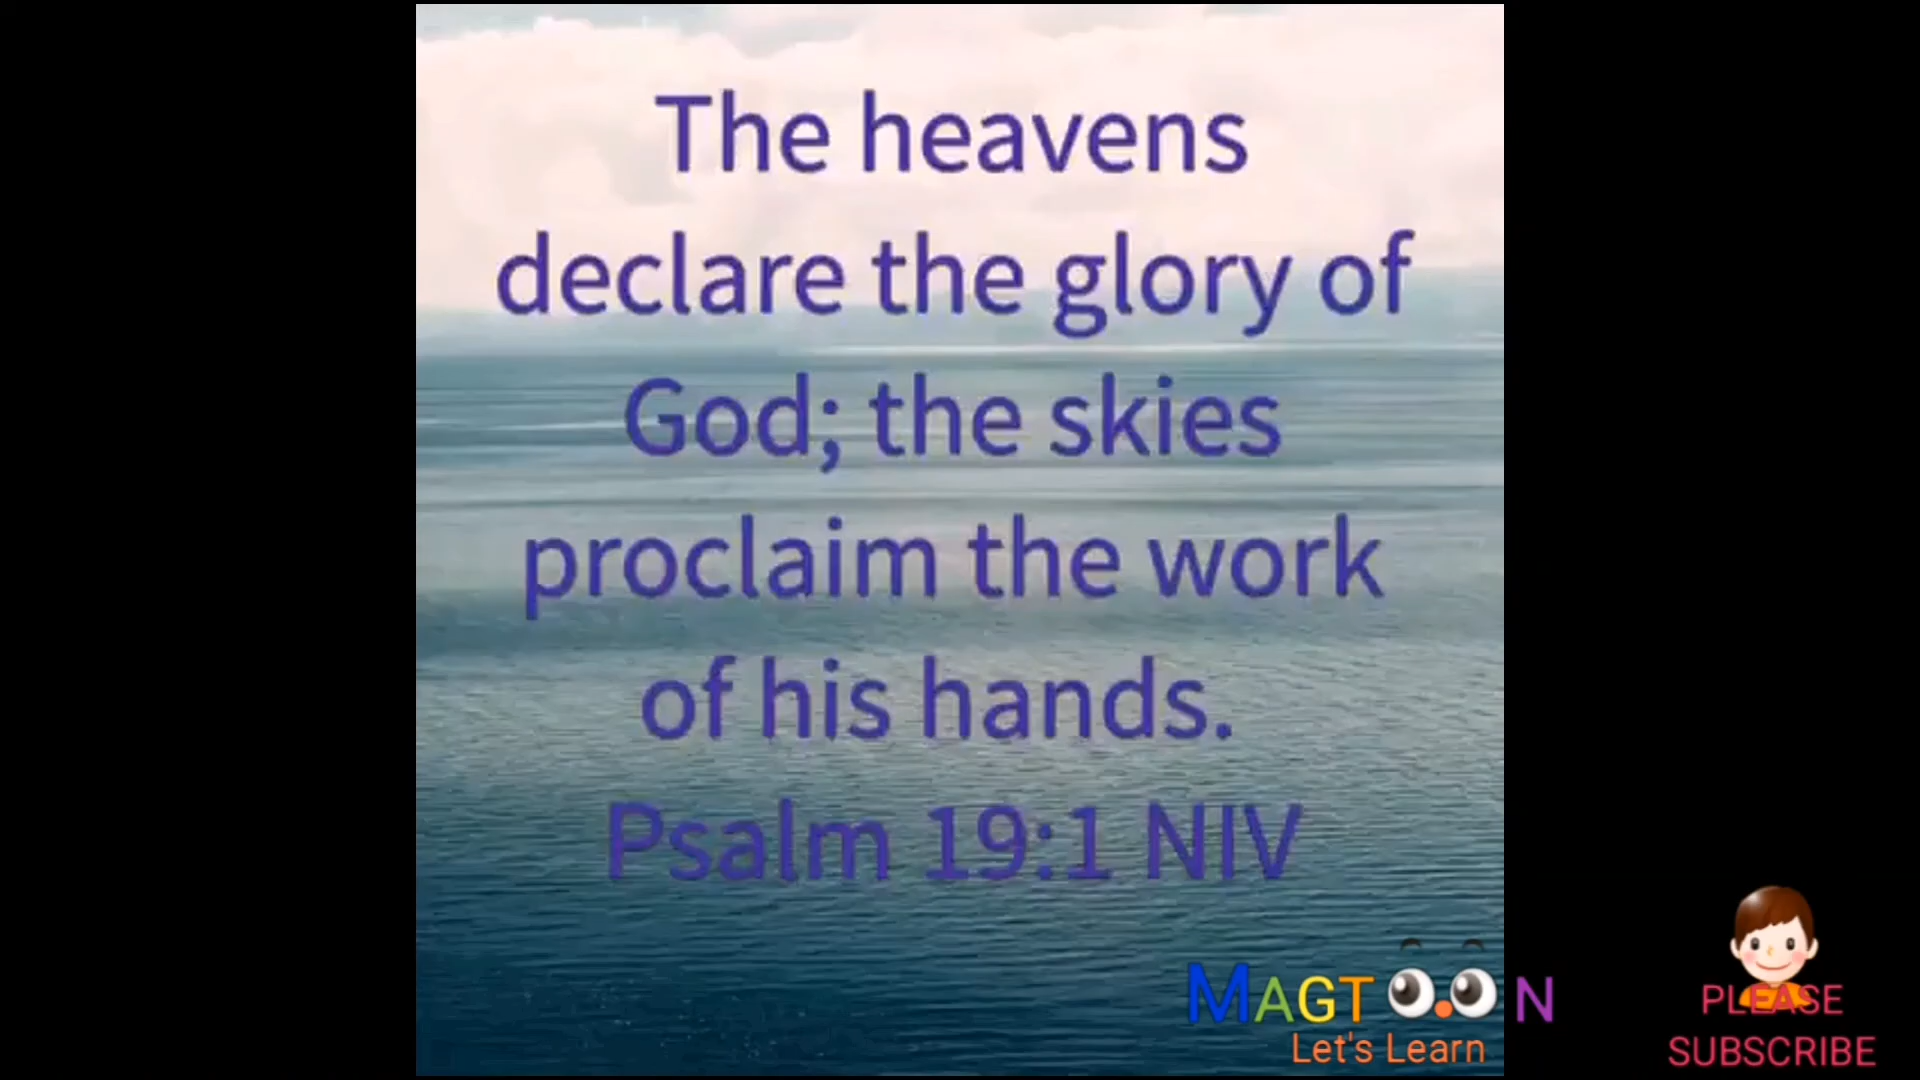 The heavens
declare the glory of
God; the skies
proclaim the work
of his hands.
Psalm 19:1 NIV
MAGTOON
Let's Learn
PLEASE
SUBSCRIBE